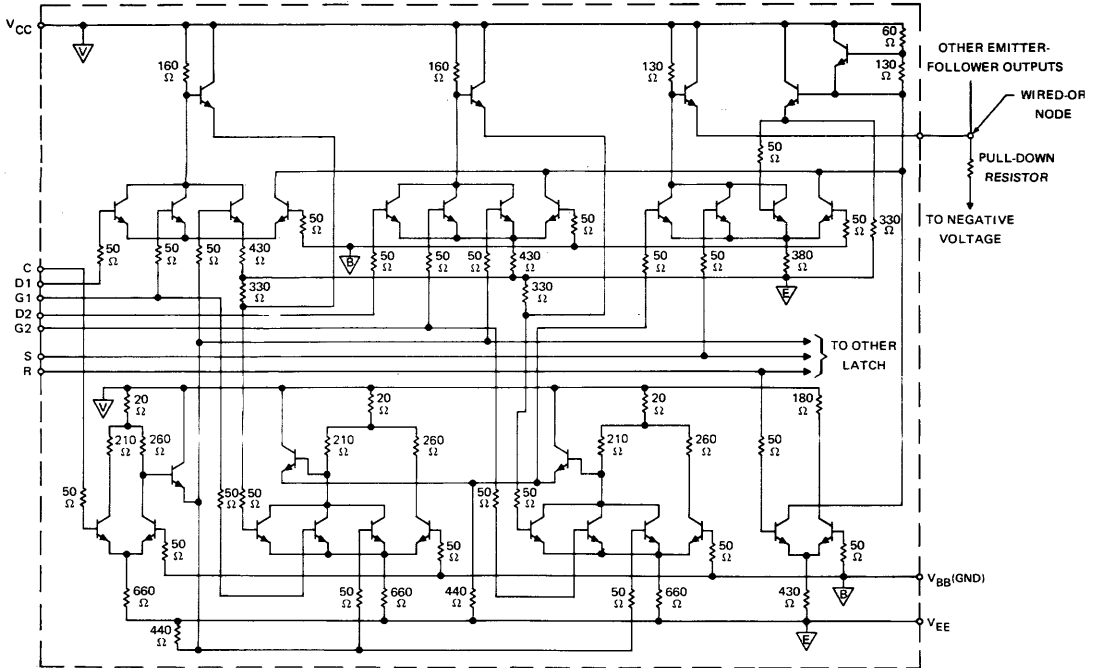 V_CC
V
160 Ω
160 Ω
130 Ω
60 Ω
130 Ω
OTHER EMITTER-
FOLLOWER OUTPUTS
WIRED-OR
NODE
PULL-DOWN
RESISTOR
TO NEGATIVE
VOLTAGE
50 Ω
50 Ω
50 Ω
50 Ω
330 Ω
50 Ω
50 Ω
50 Ω
430 Ω
B
50 Ω
50 Ω
50 Ω
430 Ω
50 Ω
50 Ω
380 Ω
C
D1
G1
D2
G2
S
R
330 Ω
330 Ω
E
TO OTHER
LATCH
V
20 Ω
20 Ω
20 Ω
180 Ω
210 Ω
260 Ω
210 Ω
260 Ω
210 Ω
260 Ω
50 Ω
50 Ω
50 Ω
50 Ω
50 Ω
50 Ω
50 Ω
50 Ω
50 Ω
50 Ω
660 Ω
50 Ω
660 Ω
440 Ω
50 Ω
660 Ω
430 Ω
B
V_BB(GND)
440 Ω
E
V_EE